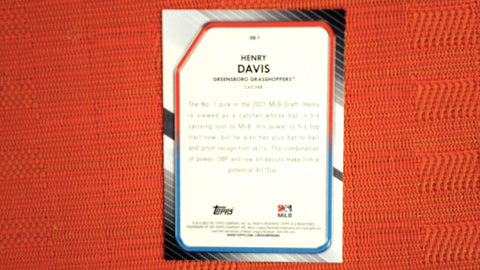 GB-1
HENRY
DAVIS
GREENSBORO GRASSHOPPERS™
CATCHER
The No. 1 pick in the 2021 MLB Draft, Henry
is viewed as a catcher whose bat is his
carrying tool to MLB. His power is his top
trait now, but he also has plus bat-to-ball
and pitch recognition skills. The combination
of power, OBP and low strikeouts make him a
potential All-Star.
TOPPS
MiLB